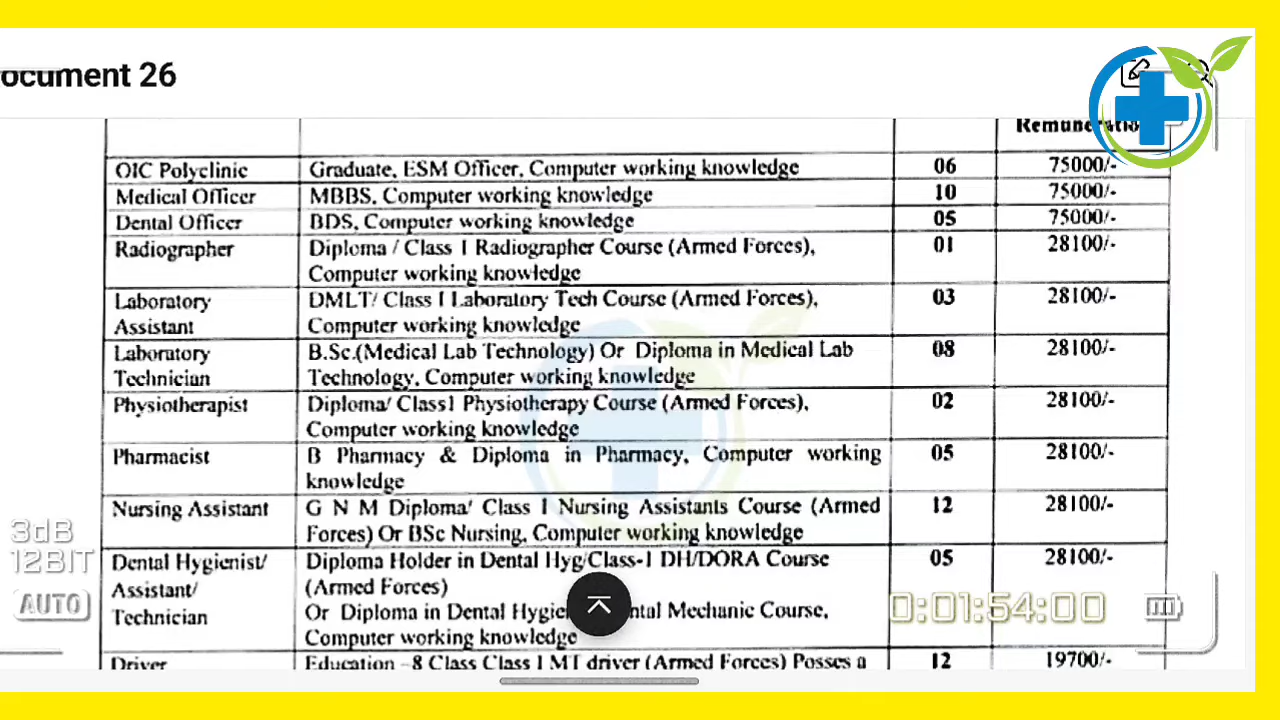 ocument 26
Remuneratio
OIC Polyclinic Graduate, ESM Officer, Computer working knowledge 06 75000/-
Medical Officer MBBS, Computer working knowledge 10 75000/-
Dental Officer BDS, Computer working knowledge 05 75000/-
Radiographer Diploma / Class I Radiographer Course (Armed Forces), 01 28100/-
Computer working knowledge
Laboratory DMLT/ Class I Laboratory Tech Course (Armed Forces), 03 28100/-
Assistant Computer working knowledge
Laboratory B.Sc.(Medical Lab Technology) Or Diploma in Medical Lab 08 28100/-
Technician Technology, Computer working knowledge
Physiotherapist Diploma/ Class1 Physiotherapy Course (Armed Forces), 02 28100/-
Computer working knowledge
Pharmacist B Pharmacy & Diploma in Pharmacy, Computer working 05 28100/-
knowledge
Nursing Assistant G N M Diploma/ Class I Nursing Assistants Course (Armed 12 28100/-
Forces) Or BSc Nursing, Computer working knowledge
Dental Hygienist/ Diploma Holder in Dental Hyg/Class-1 DH/DORA Course 05 28100/-
Assistant/ (Armed Forces)
Technician Or Diploma in Dental Hygie ntal Mechanic Course,
Computer working knowledge
Driver Education -8 Class Class I MT driver (Armed Forces) Posses a 12 19700/-
3dB
12BIT
AUTO
0:01:54:00